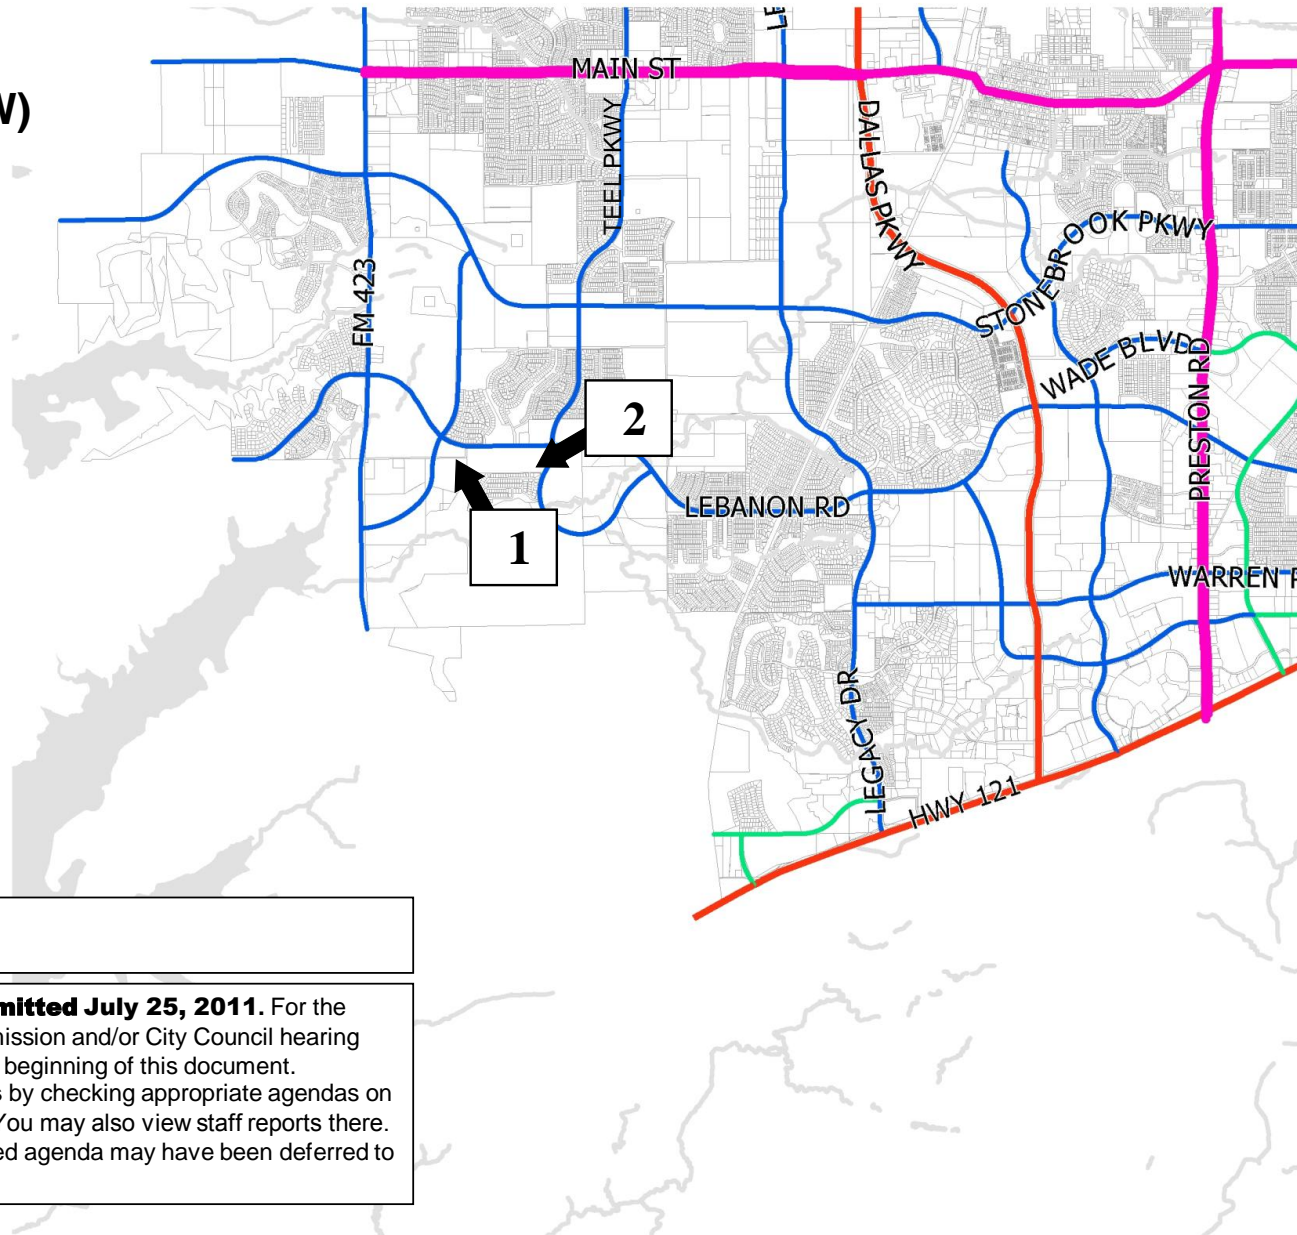 W)
LE
MAIN ST
TEEL PKWY
DALLAS PKWY
FM 423
STONEBROOK PKWY
WADE BLVD
PRESTON RD
2
LEBANON RD
1
WARREN
LEGACY DR
HWY 121
mitted July 25, 2011. For the
mission and/or City Council hearing
beginning of this document.
s by checking appropriate agendas on
You may also view staff reports there.
ed agenda may have been deferred to